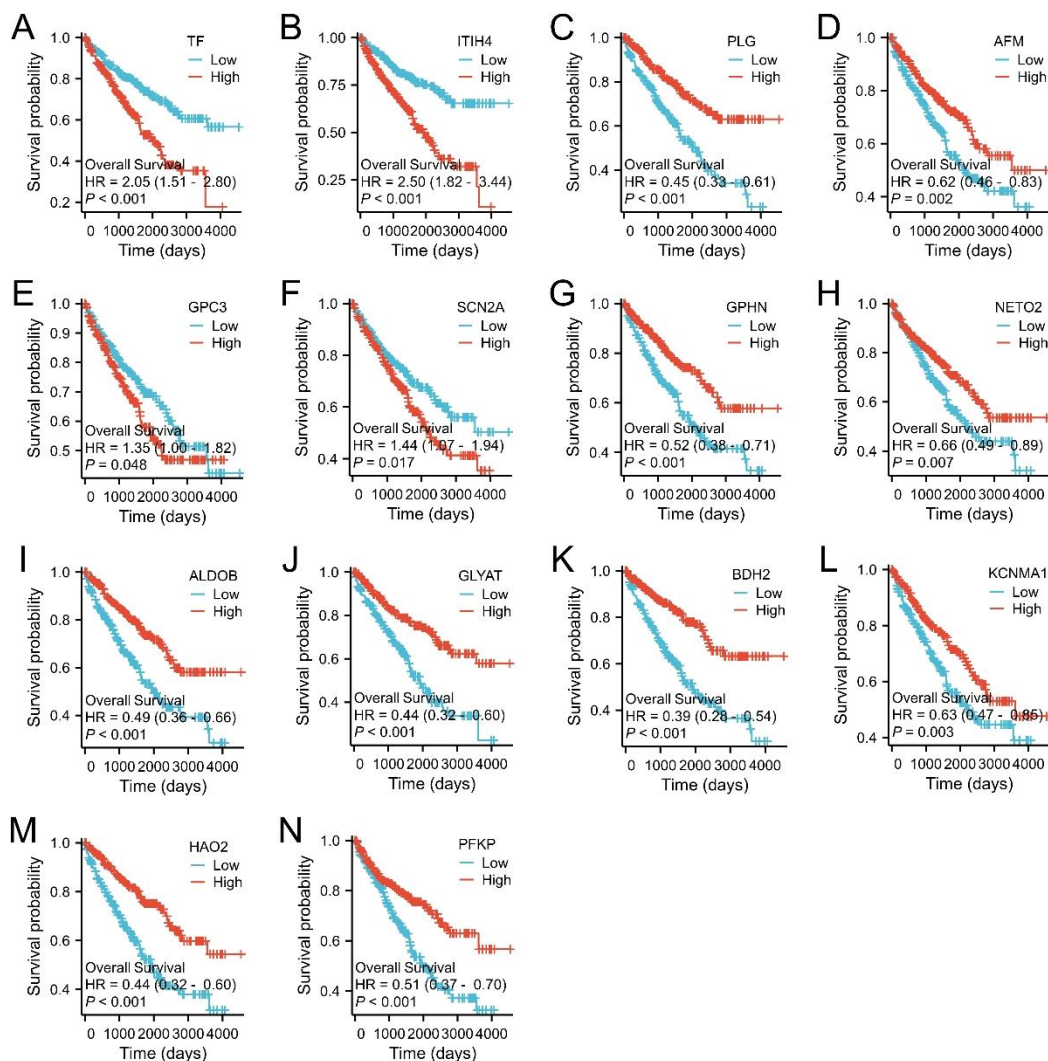 A
TF
Low
High
Survival probability
1.0
0.8
0.6
0.4
0.2
Overall Survival
HR = 2.05 (1.51 - 2.80)
P < 0.001
0 1000 2000 3000 4000
Time (days)
B
ITIH4
Low
High
Survival probability
1.00
0.75
0.50
0.25
Overall Survival
HR = 2.50 (1.82 - 3.44)
P < 0.001
0 1000 2000 3000 4000
Time (days)
C
PLG
Low
High
Survival probability
1.0
0.8
0.6
0.4
Overall Survival
HR = 0.45 (0.33 - 0.61)
P < 0.001
0 1000 2000 3000 4000
Time (days)
D
AFM
Low
High
Survival probability
1.0
0.8
0.6
0.4
Overall Survival
HR = 0.62 (0.46 - 0.83)
P = 0.002
0 1000 2000 3000 4000
Time (days)
E
GPC3
Low
High
Survival probability
1.0
0.9
0.8
0.7
0.6
0.5
Overall Survival
HR = 1.35 (1.00 - 1.82)
P = 0.048
0 1000 2000 3000 4000
Time (days)
F
SCN2A
Low
High
Survival probability
1.0
0.8
0.6
0.4
Overall Survival
HR = 1.44 (1.07 - 1.94)
P = 0.017
0 1000 2000 3000 4000
Time (days)
G
GPHN
Low
High
Survival probability
1.0
0.8
0.6
0.4
Overall Survival
HR = 0.52 (0.38 - 0.71)
P < 0.001
0 1000 2000 3000 4000
Time (days)
H
NETO2
Low
High
Survival probability
1.0
0.8
0.6
0.4
Overall Survival
HR = 0.66 (0.49 - 0.89)
P = 0.007
0 1000 2000 3000 4000
Time (days)
I
ALDOB
Low
High
Survival probability
1.0
0.8
0.6
0.4
Overall Survival
HR = 0.49 (0.36 - 0.66)
P < 0.001
0 1000 2000 3000 4000
Time (days)
J
GLYAT
Low
High
Survival probability
1.0
0.8
0.6
0.4
Overall Survival
HR = 0.44 (0.32 - 0.60)
P < 0.001
0 1000 2000 3000 4000
Time (days)
K
BDH2
Low
High
Survival probability
1.0
0.8
0.6
0.4
Overall Survival
HR = 0.39 (0.28 - 0.54)
P < 0.001
0 1000 2000 3000 4000
Time (days)
L
KCNMA1
Low
High
Survival probability
1.0
0.8
0.6
0.4
Overall Survival
HR = 0.63 (0.47 - 0.85)
P = 0.003
0 1000 2000 3000 4000
Time (days)
M
HAO2
Low
High
Survival probability
1.0
0.8
0.6
0.4
Overall Survival
HR = 0.44 (0.32 - 0.60)
P < 0.001
0 1000 2000 3000 4000
Time (days)
N
PFKP
Low
High
Survival probability
1.0
0.8
0.6
0.4
Overall Survival
HR = 0.51 (0.37 - 0.70)
P < 0.001
0 1000 2000 3000 4000
Time (days)